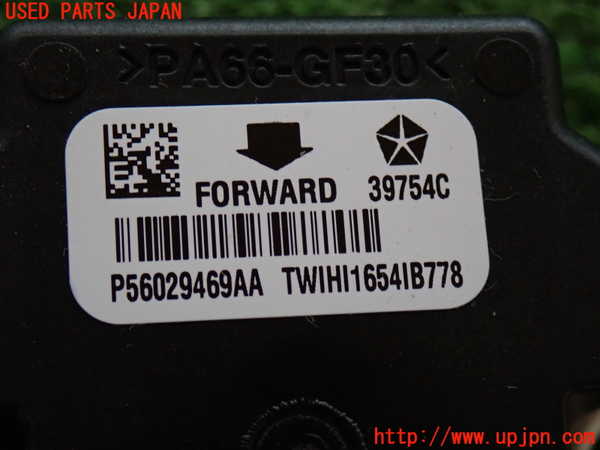 USED PARTS JAPAN
>PA66-GF30<
FORWARD
39754C
P56029469AA TWIHI1654IB778
http://www.upjpn.com/